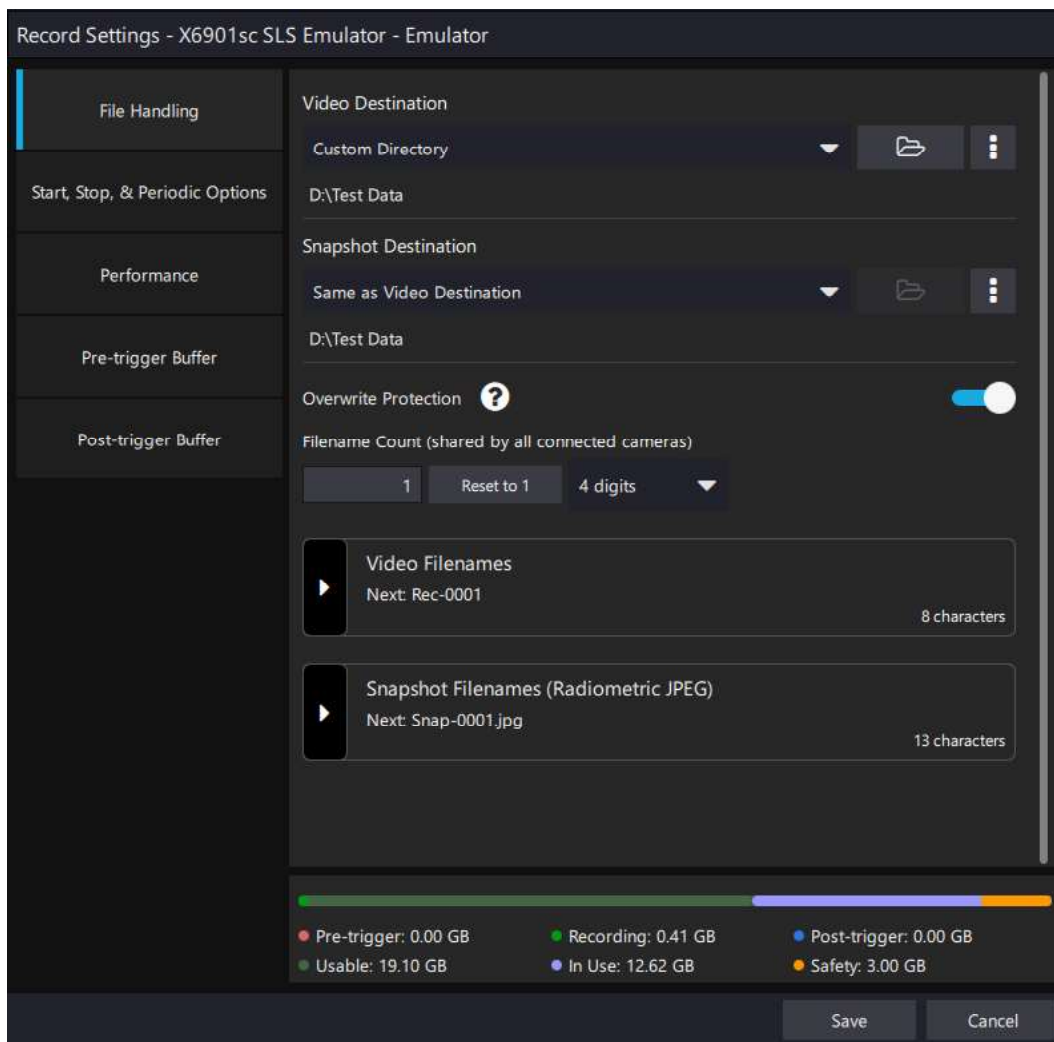 Record Settings - X6901sc SLS Emulator - Emulator
File Handling
Start, Stop, & Periodic Options
Performance
Pre-trigger Buffer
Post-trigger Buffer
Video Destination
Custom Directory
D:\Test Data
Snapshot Destination
Same as Video Destination
D:\Test Data
Overwrite Protection ?
Filename Count (shared by all connected cameras)
1 Reset to 1 4 digits
Video Filenames
Next: Rec-0001
8 characters
Snapshot Filenames (Radiometric JPEG)
Next: Snap-0001.jpg
13 characters
Pre-trigger: 0.00 GB Recording: 0.41 GB Post-trigger: 0.00 GB
Usable: 19.10 GB In Use: 12.62 GB Safety: 3.00 GB
Save Cancel